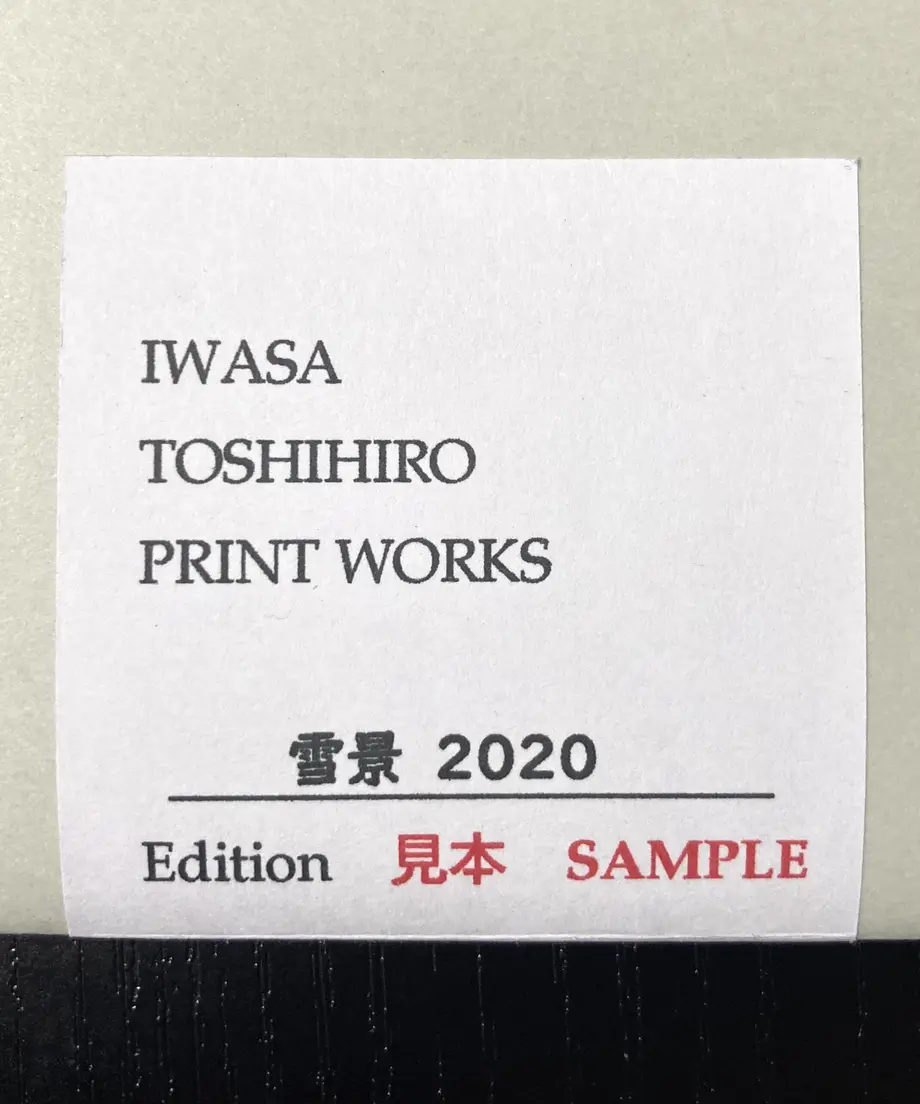 IWASA
TOSHIHIRO
PRINT WORKS
雪景 2020
Edition 見本 SAMPLE